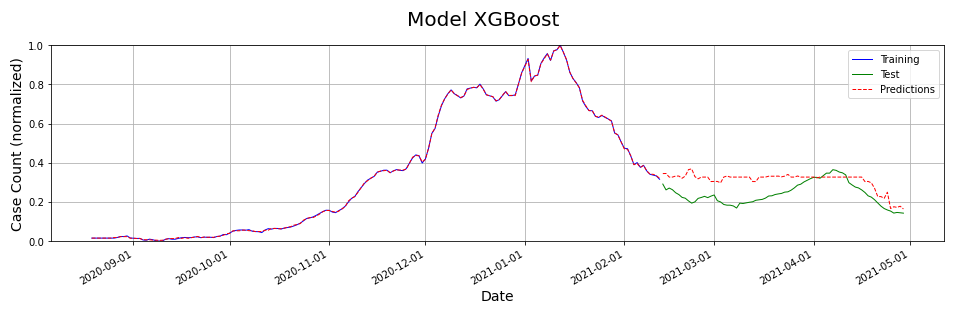 Model XGBoost
Case Count (normalized)
1.0
0.8
0.6
0.4
0.2
0.0
Training
Test
Predictions
2020-09-01
2020-10-01
2020-11-01
2020-12-01
2021-01-01
2021-02-01
2021-03-01
2021-04-01
2021-05-01
Date